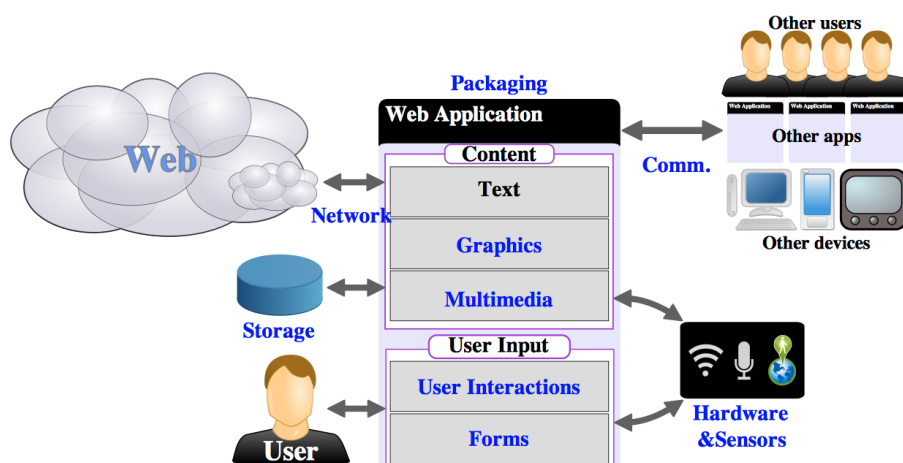 Other users
Packaging
Web Application
Web Application
Web Application
Web Application
Other apps
Content
Web
Comm.
Text
Network
Graphics
Other devices
Multimedia
Storage
User Input
User Interactions
Hardware
&Sensors
Forms
User